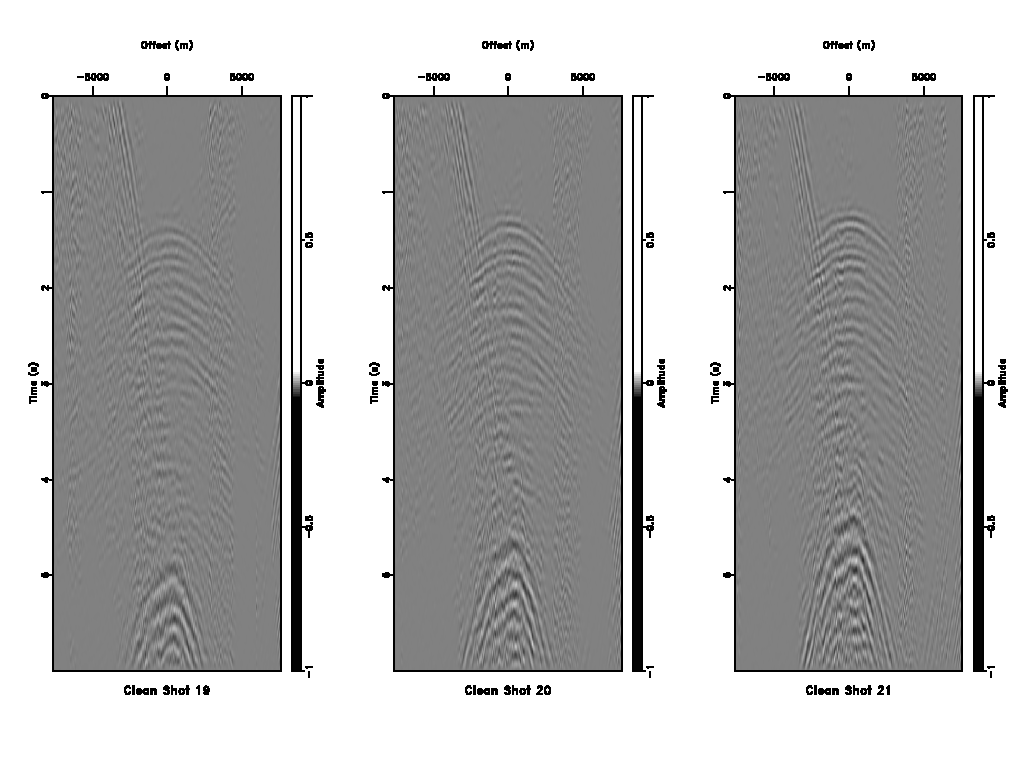 Offset (m) Offset (m) Offset (m)
−5000 0 5000 −5000 0 5000 −5000 0 5000
0 1 0 1 0 1
1 1 1
0.5 0.5 0.5
2 2 2
Time (s) 3 0 Amplitude Time (s) 3 0 Amplitude Time (s) 3 0 Amplitude
4 4 4
−0.5 −0.5 −0.5
5 5 5
−1 −1 −1
Clean Shot 19 Clean Shot 20 Clean Shot 21